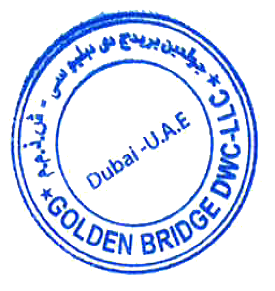 جولدين بريدج دي دبليو سي - ش.ذ.م.م
Dubai -U.A.E
★GOLDEN BRIDGE DWC-LLC★